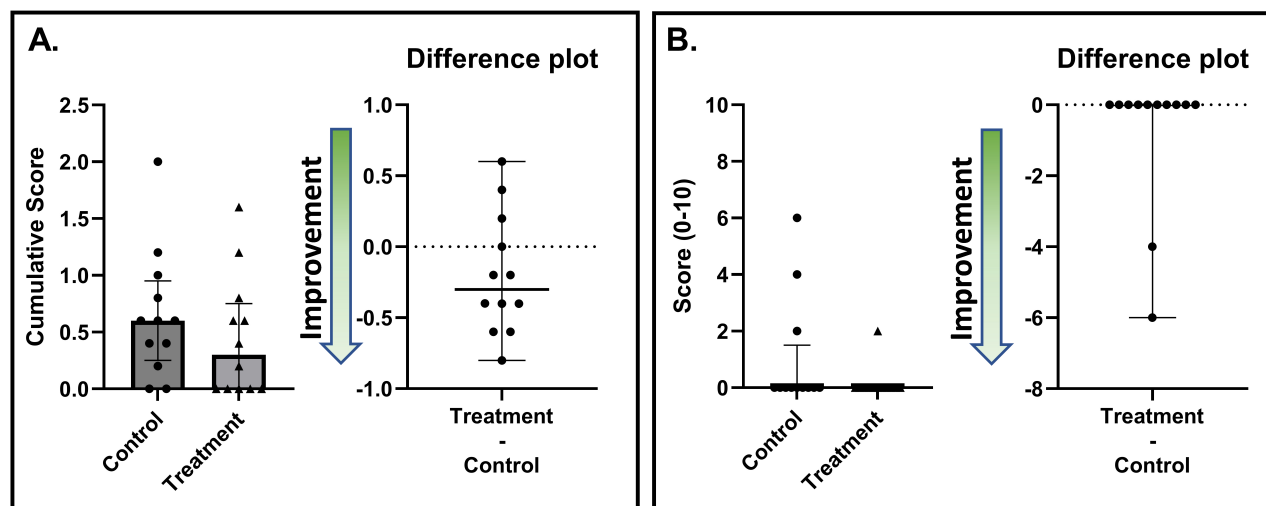 A.
Difference plot
Cumulative Score
2.5
2.0
1.5
1.0
0.5
0.0
Control
Treatment
Improvement
1.0
0.5
0.0
-0.5
-1.0
Treatment
-
Control
B.
Difference plot
Score (0-10)
10
8
6
4
2
0
Control
Treatment
Improvement
0
-2
-4
-6
-8
Treatment
-
Control